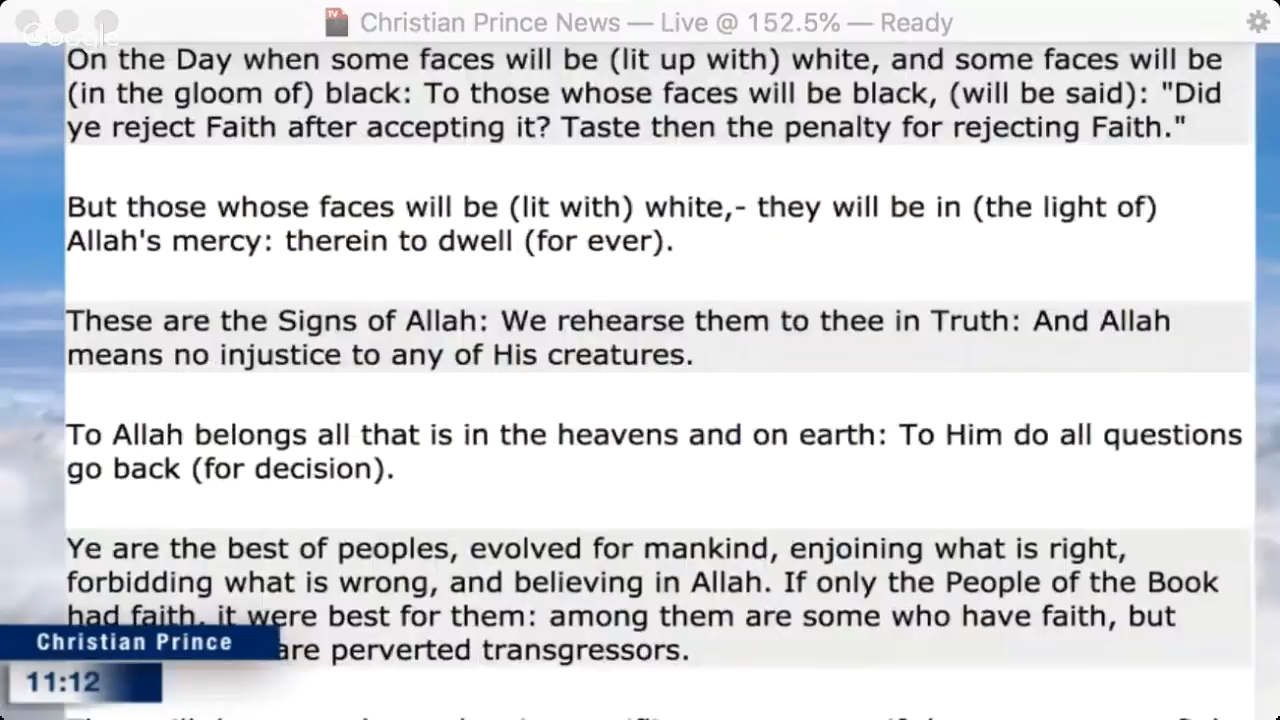 Christian Prince News — Live @ 152.5% — Ready
Google
On the Day when some faces will be (lit up with) white, and some faces will be
(in the gloom of) black: To those whose faces will be black, (will be said): "Did
ye reject Faith after accepting it? Taste then the penalty for rejecting Faith."
But those whose faces will be (lit with) white,- they will be in (the light of)
Allah's mercy: therein to dwell (for ever).
These are the Signs of Allah: We rehearse them to thee in Truth: And Allah
means no injustice to any of His creatures.
To Allah belongs all that is in the heavens and on earth: To Him do all questions
go back (for decision).
Ye are the best of peoples, evolved for mankind, enjoining what is right,
forbidding what is wrong, and believing in Allah. If only the People of the Book
had faith, it were best for them: among them are some who have faith, but
are perverted transgressors.
Christian Prince
11:12